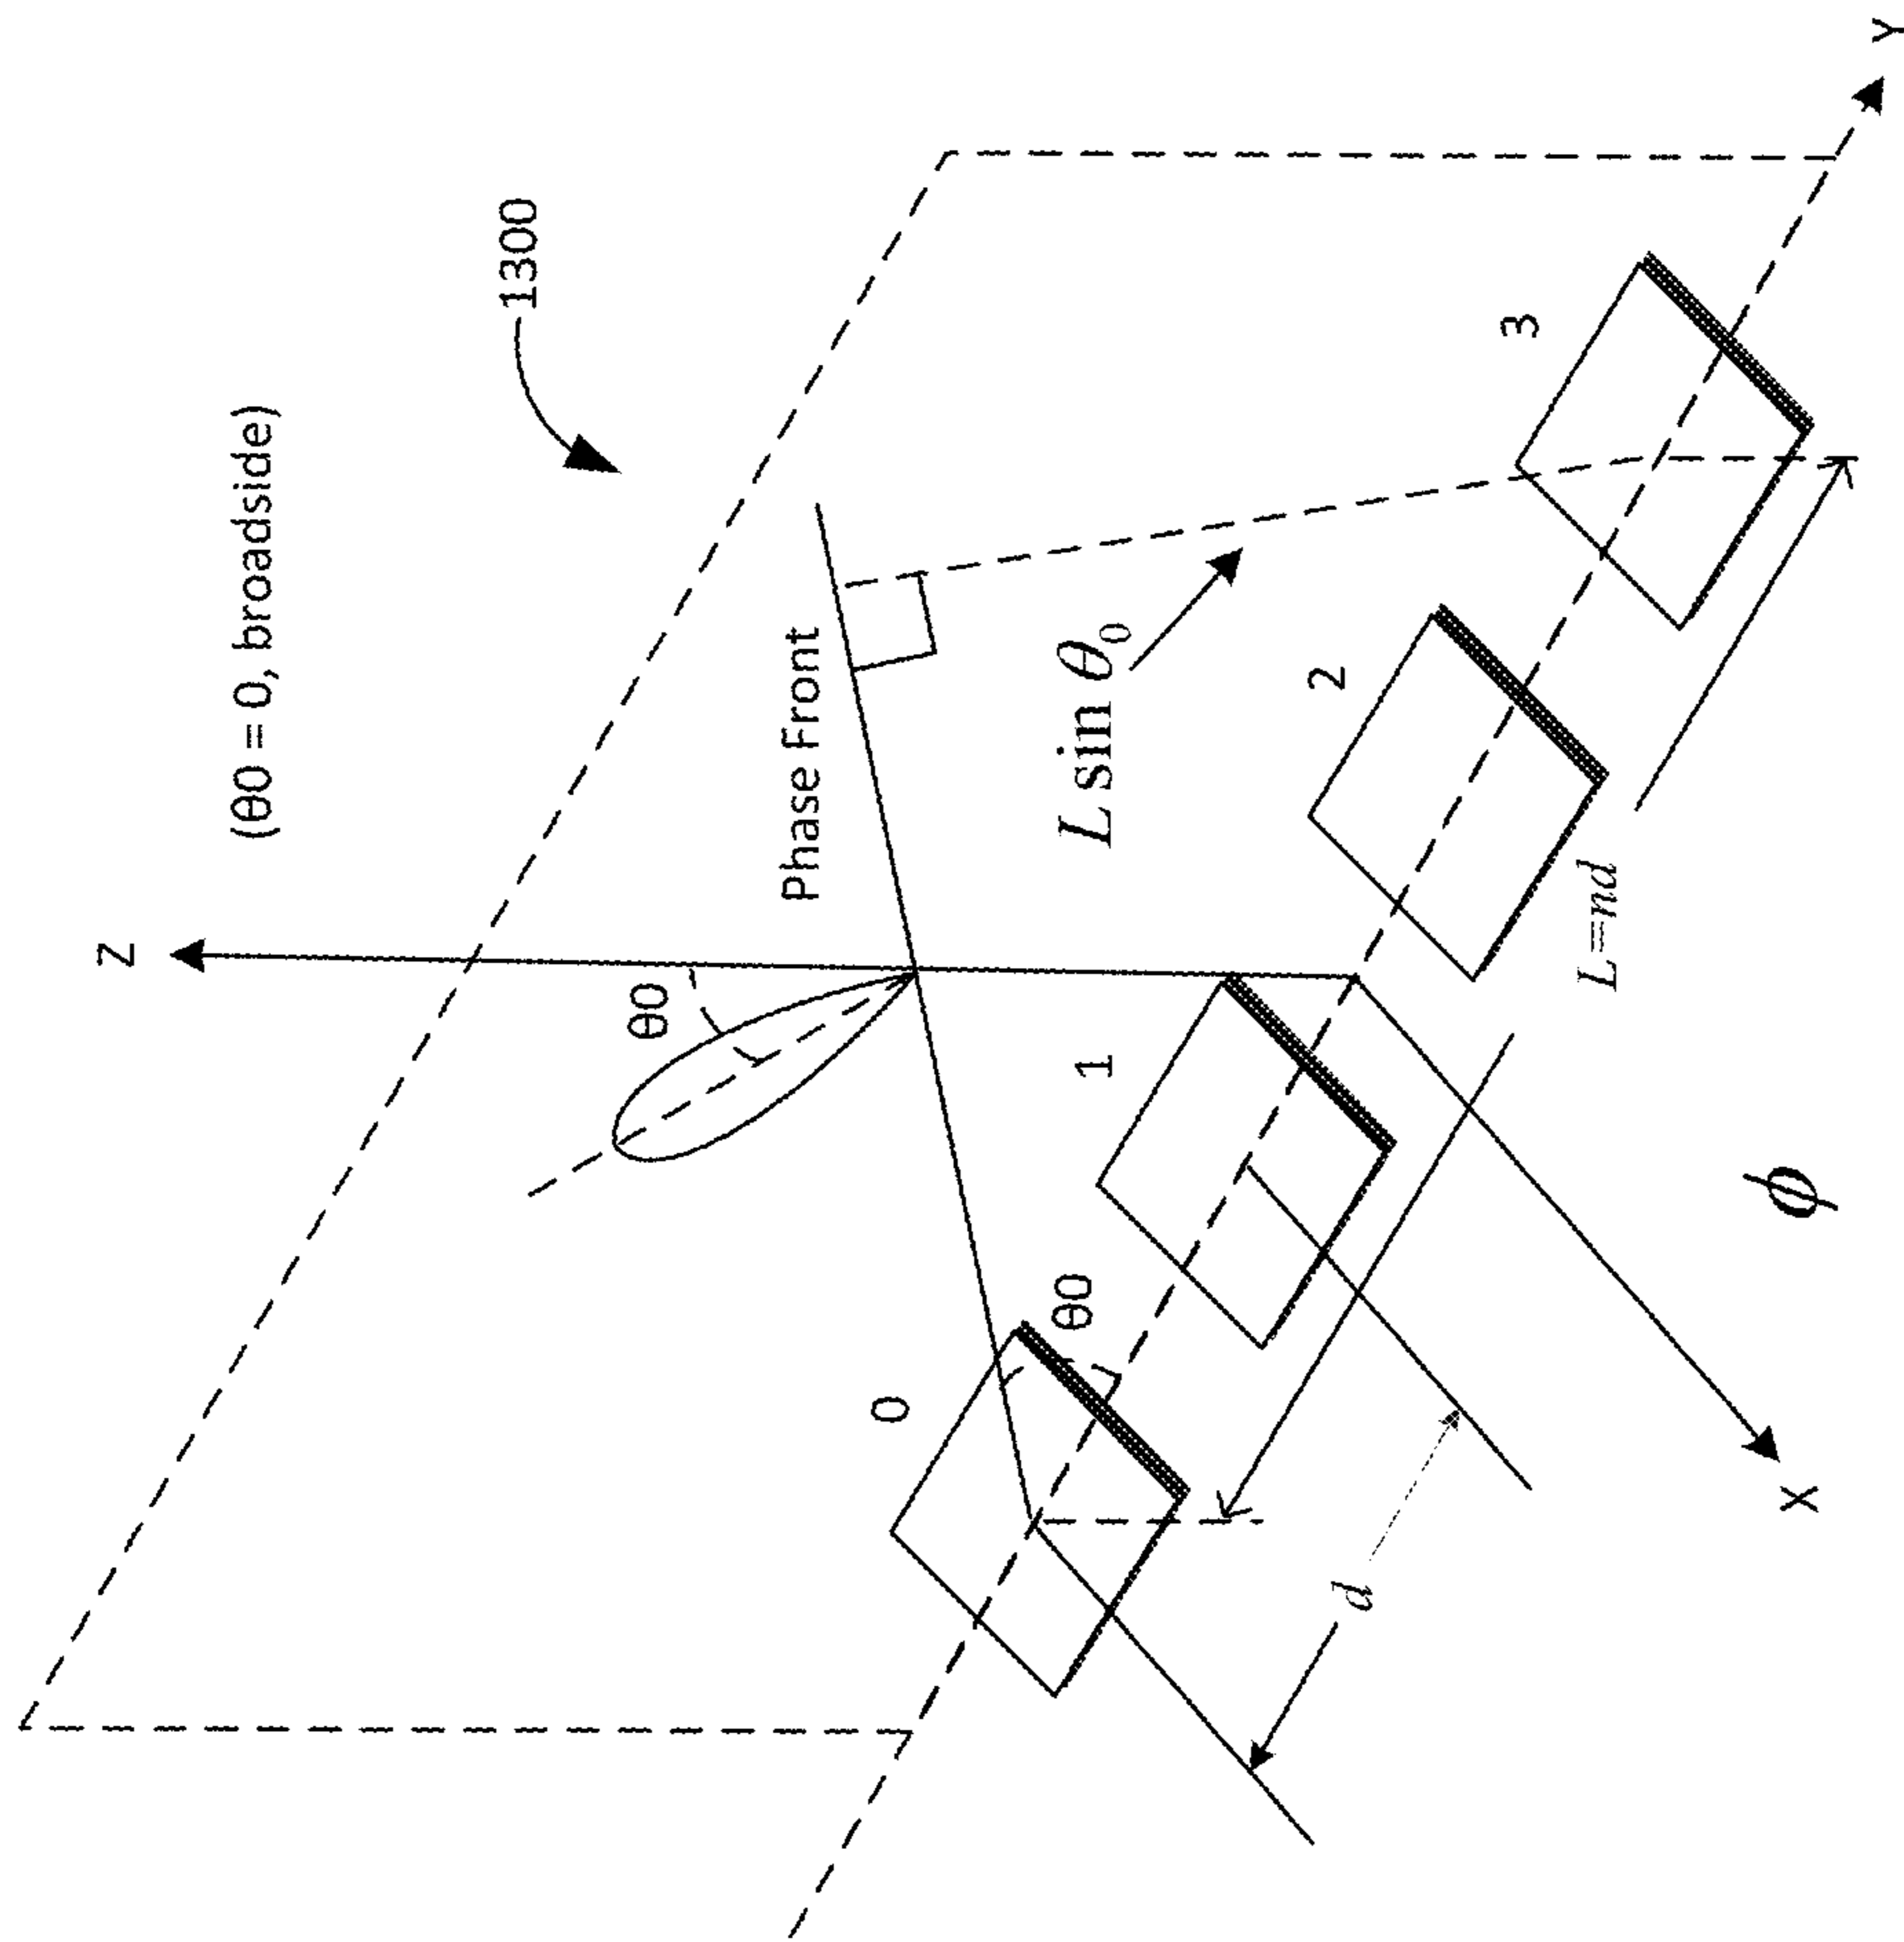 Z
(θ0 = 0, broadside)
1300
θ0
Phase Front
L sin θ₀
0
θ0
1
2
3
d
L=nd
X
ϕ
Y